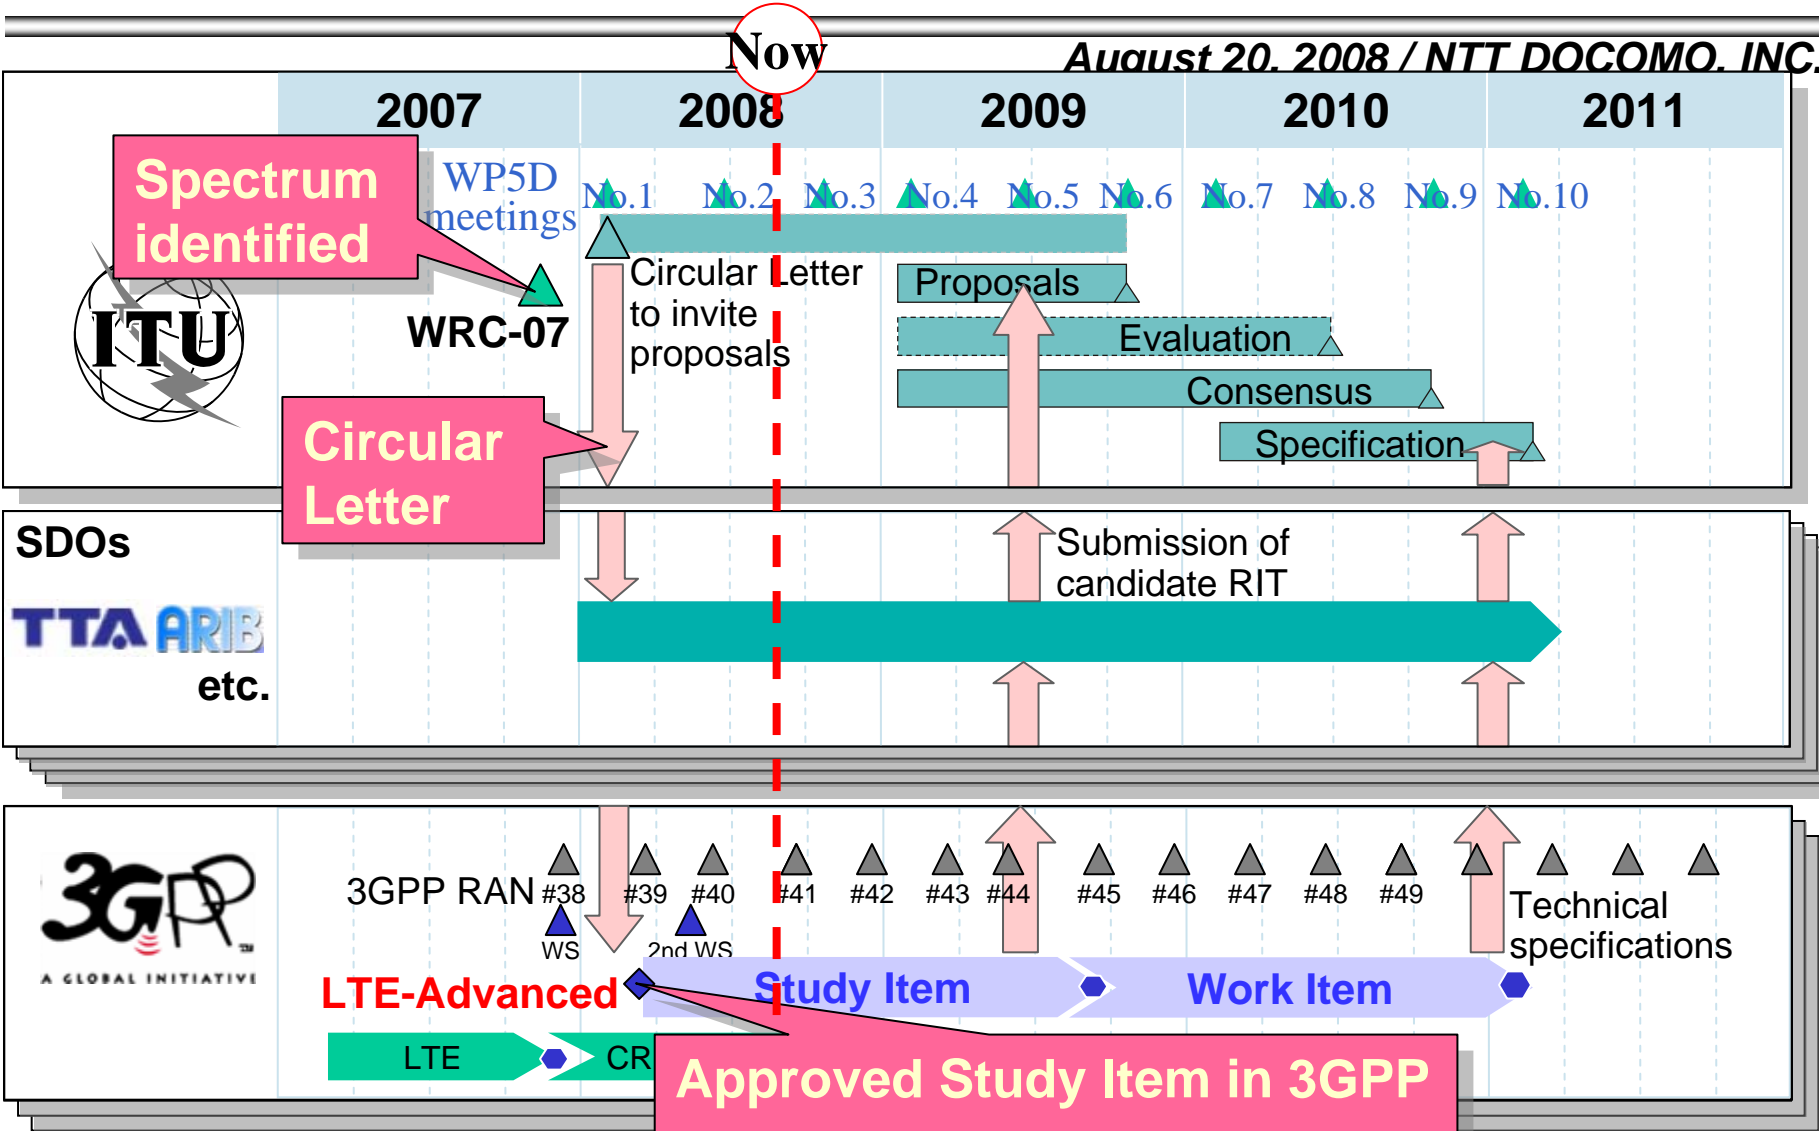 Now
August 20, 2008 / NTT DOCOMO, INC.
2007
2008
2009
2010
2011
Spectrum
identified
WP5D
meetings
No.1
No.2
No.3
No.4
No.5
No.6
No.7
No.8
No.9
No.10
WRC-07
ITU
Circular Letter
to invite
proposals
Proposals
Evaluation
Consensus
Specification
Circular
Letter
SDOs
TTA ARIB
etc.
Submission of
candidate RIT
3GPP
A GLOBAL INITIATIVE
3GPP RAN
#38
#39
#40
#41
#42
#43
#44
#45
#46
#47
#48
#49
WS
2nd WS
Technical
specifications
LTE-Advanced
Study Item
Work Item
LTE
CR
Approved Study Item in 3GPP